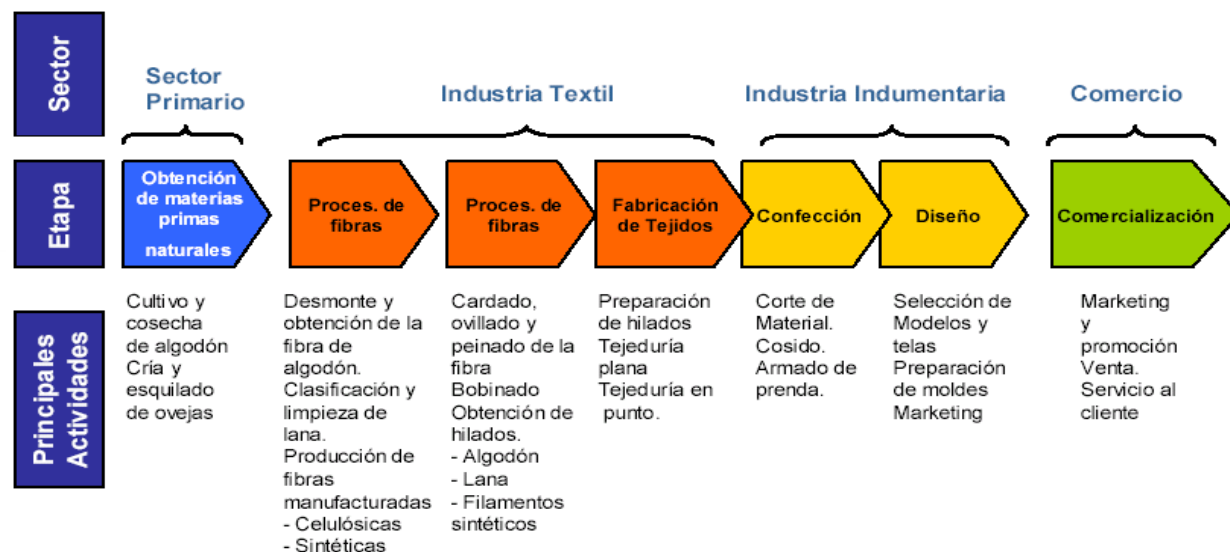 Sector
Sector
Primario
Industria Textil
Industria Indumentaria
Comercio
Etapa
Obtención
de materias
primas
naturales
Proces. de
fibras
Proces. de
fibras
Fabricación
de Tejidos
Confección
Diseño
Comercialización
Principales
Actividades
Cultivo y
cosecha
de algodón
Cría y
esquilado
de ovejas
Desmonte y
obtención de la
fibra de
algodón.
Clasificación y
limpieza de
lana.
Producción de
fibras
manufacturadas
- Celulósicas
- Sintéticas
Cardado,
ovillado y
peinado de la
fibra
Bobinado
Obtención de
hilados.
- Algodón
- Lana
- Filamentos
sintéticos
Preparación
de hilados
Tejeduría
plana
Tejeduría en
punto.
Corte de
Material.
Cosido.
Armado de
prenda.
Selección de
Modelos y
telas
Preparación
de moldes
Marketing
Marketing
y
promoción
Venta.
Servicio al
cliente